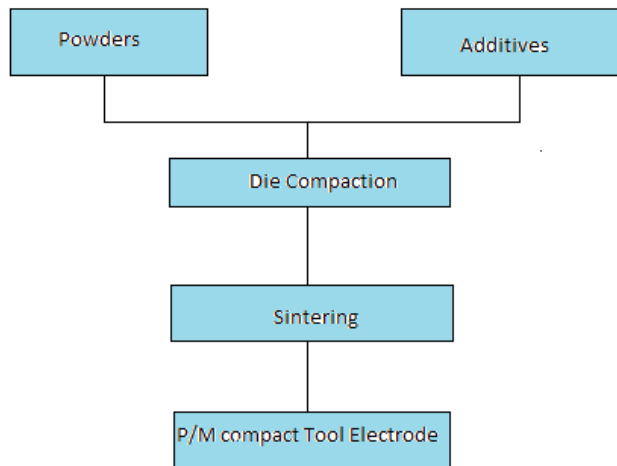 Powders
Additives
Die Compaction
Sintering
P/M compact Tool Electrode